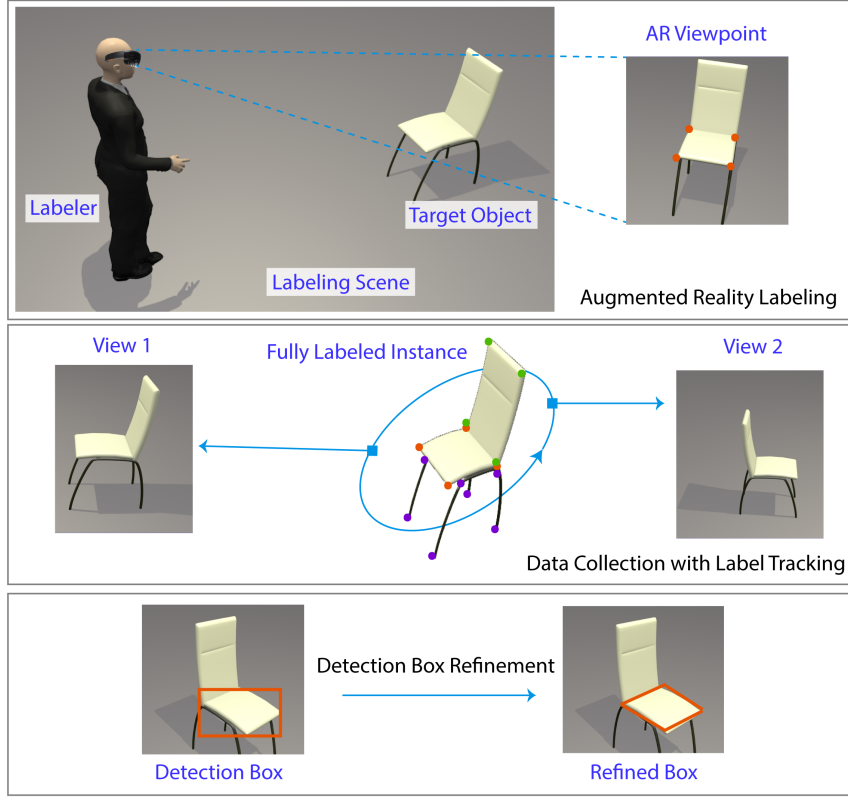 AR Viewpoint
Labeler
Target Object
Labeling Scene
Augmented Reality Labeling
View 1
Fully Labeled Instance
View 2
Data Collection with Label Tracking
Detection Box Refinement
Detection Box
Refined Box